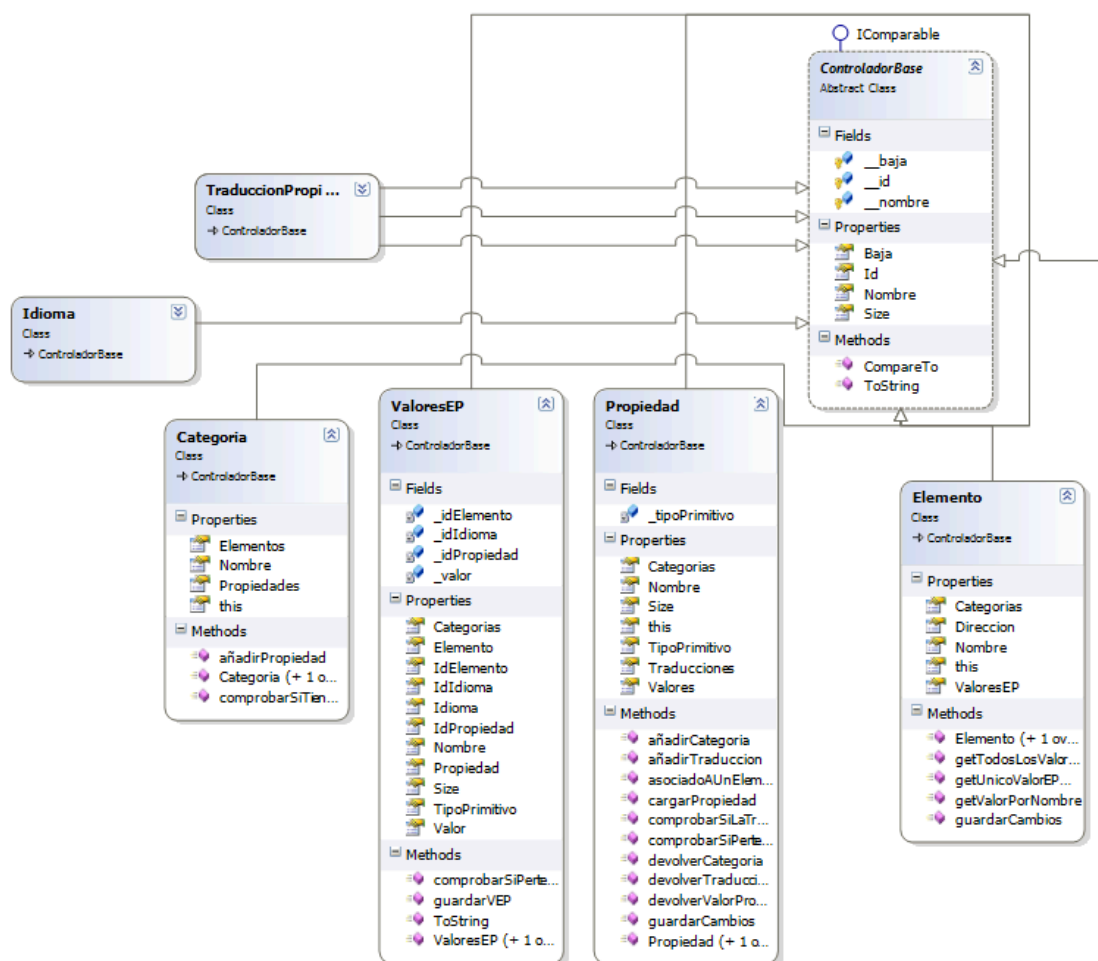 IComparable
ControladorBase
Abstract Class
Fields
__baja
__id
__nombre
Properties
Baja
Id
Nombre
Size
Methods
CompareTo
ToString
TraduccionPropi ...
Class
ControladorBase
Idioma
Class
ControladorBase
Categoria
Class
ControladorBase
Properties
Elementos
Nombre
Propiedades
this
Methods
añadirPropiedad
Categoria (+ 1 o...
comprobarSiTien...
ValoresEP
Class
ControladorBase
Fields
_idElemento
_idIdioma
_idPropiedad
_valor
Properties
Categorias
Elemento
IdElemento
IdIdioma
Idioma
IdPropiedad
Nombre
Propiedad
Size
TipoPrimitivo
Valor
Methods
comprobarSiPerte...
guardarVEP
ToString
ValoresEP (+ 1 o...
Propiedad
Class
ControladorBase
Fields
_tipoPrimitivo
Properties
Categorias
Nombre
Size
this
TipoPrimitivo
Traducciones
Valores
Methods
añadirCategoria
añadirTraduccion
asociadoAUnElem...
cargarPropiedad
comprobarSiLaTr...
comprobarSiPerte...
devolverCategoria
devolverTraducci...
devolverValorPro...
guardarCambios
Propiedad (+ 1 o...
Elemento
Class
ControladorBase
Properties
Categorias
Direccion
Nombre
this
ValoresEP
Methods
Elemento (+ 1 ov...
getTodosLosValor...
getUnicoValorEP...
getValorPorNombre
guardarCambios